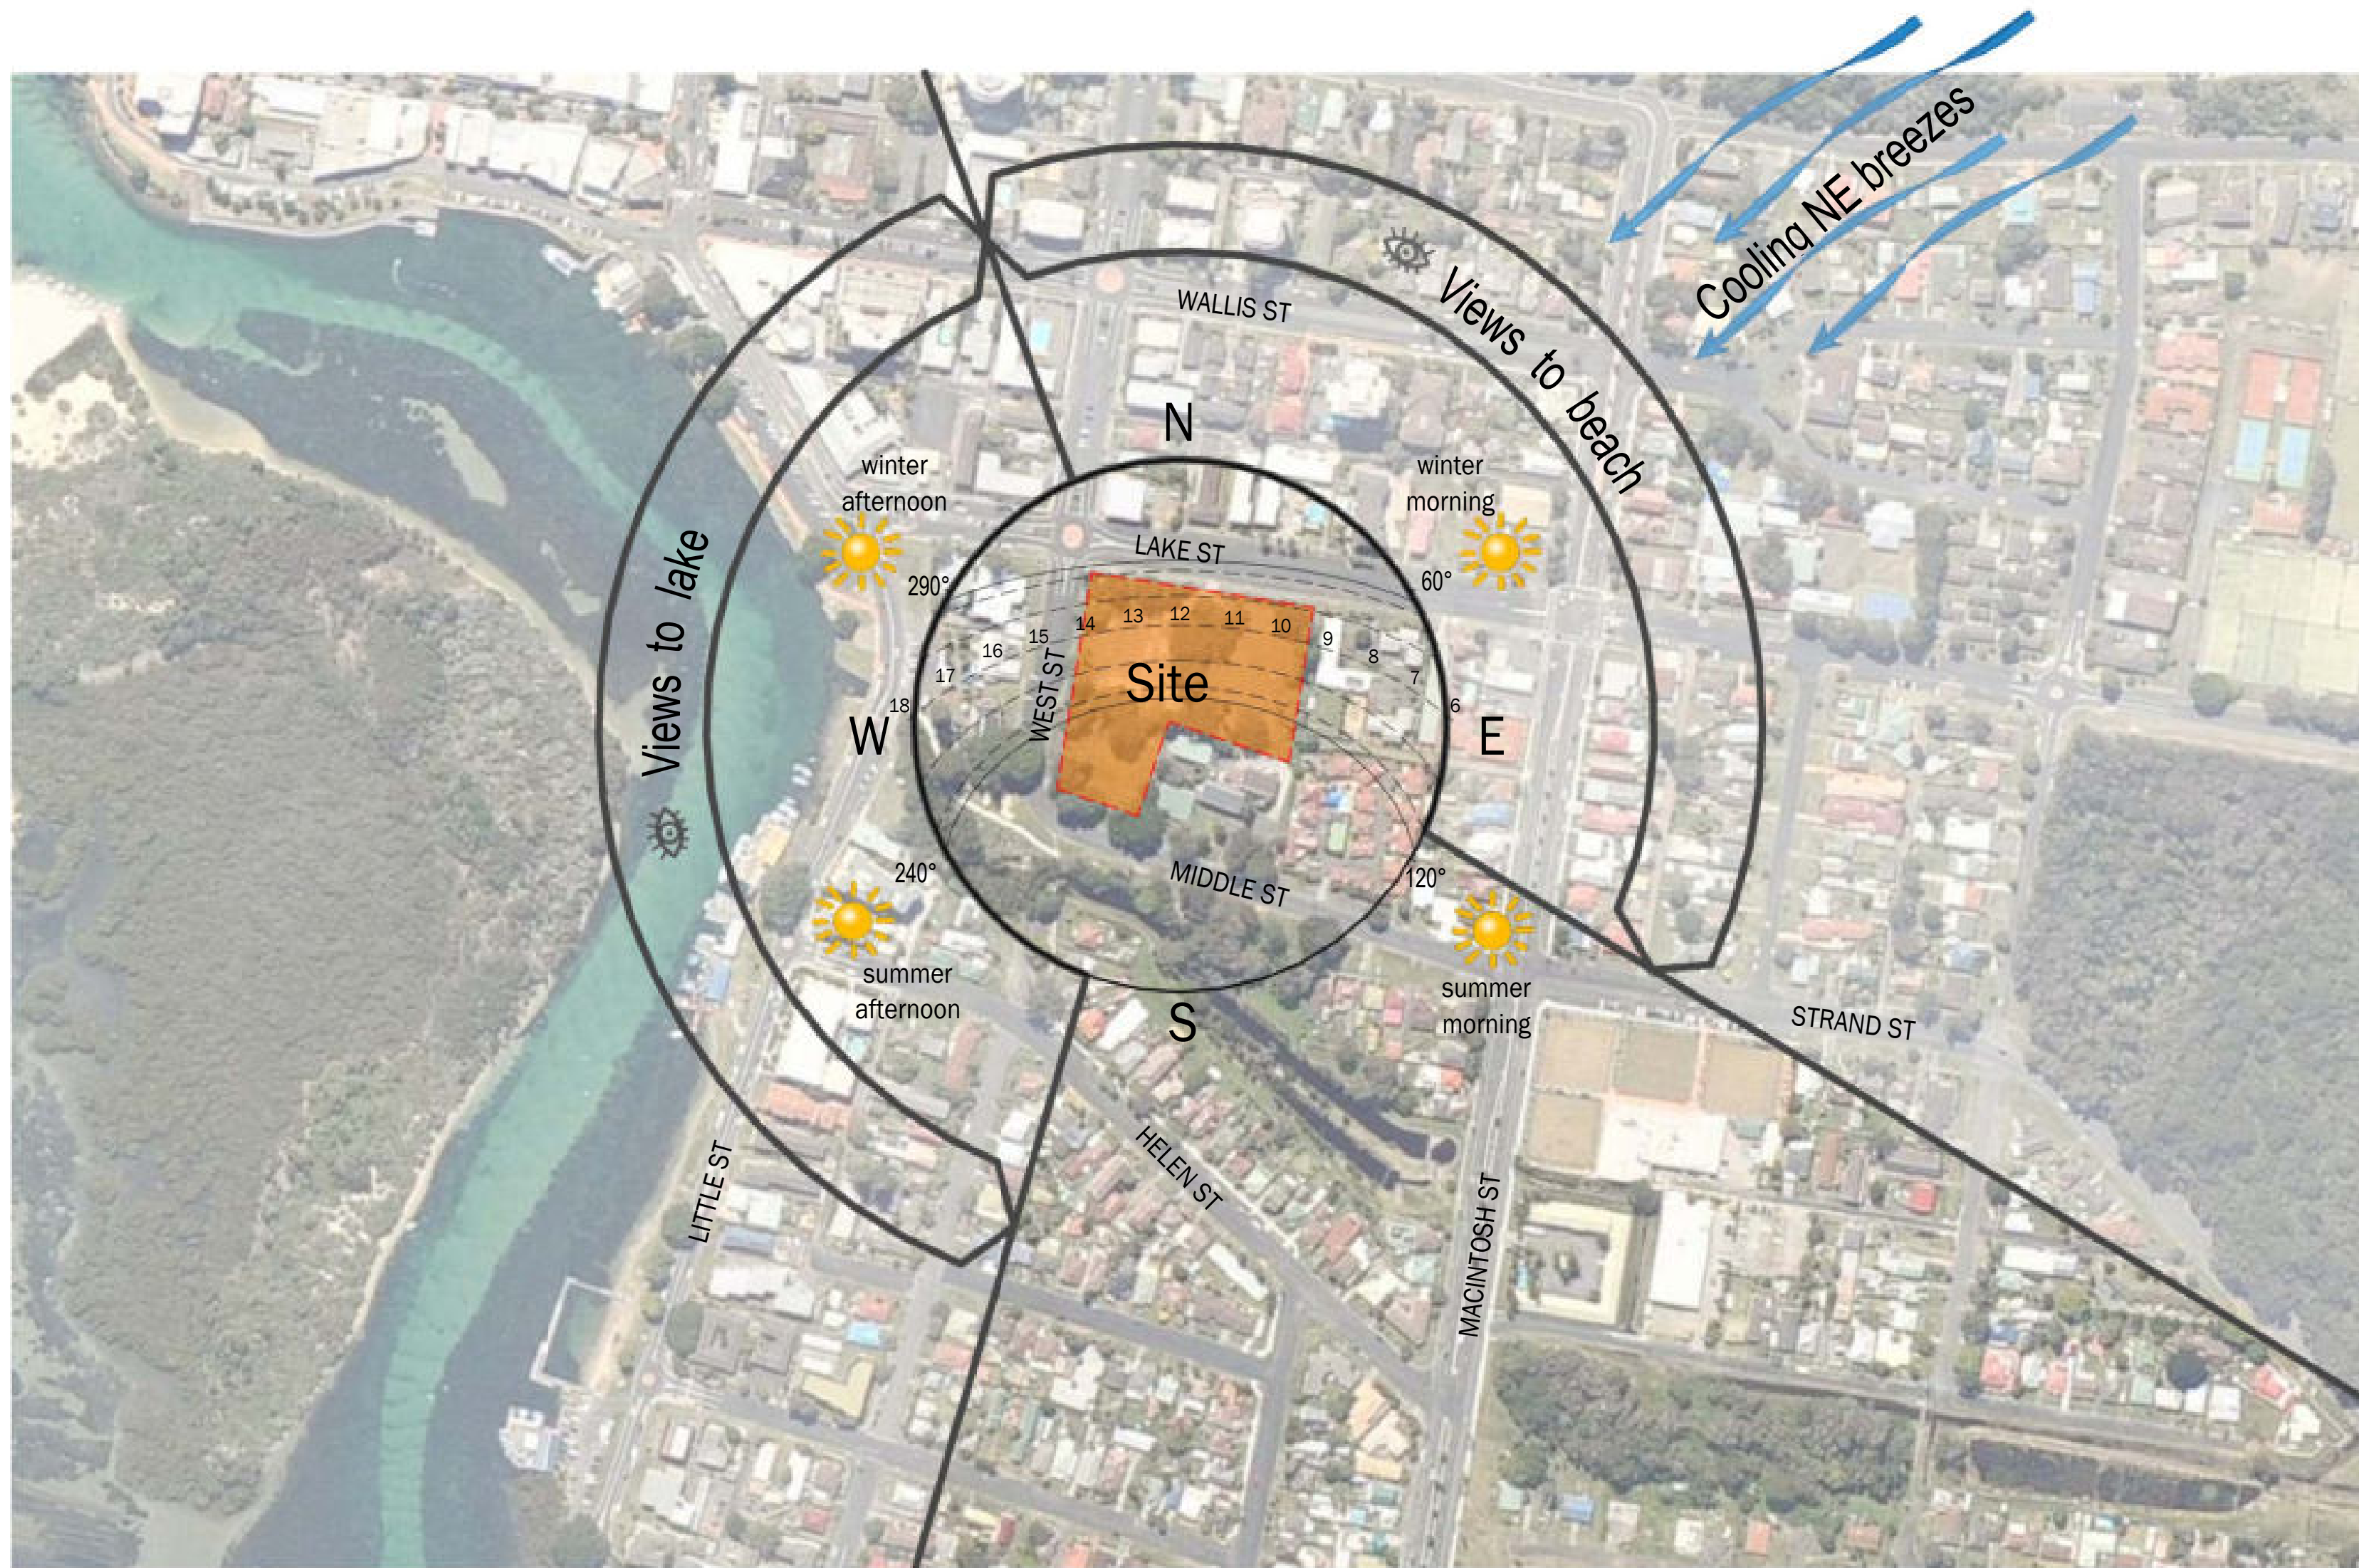 Cooling NE breezes
WALLIS ST
Views to beach
N
winter
afternoon
winter
morning
Views to lake
LAKE ST
290°
60°
18
17
16
15
14
13
12
11
10
9
8
7
6
WEST ST
Site
W
E
240°
MIDDLE ST
120°
summer
afternoon
summer
morning
S
STRAND ST
LITTLE ST
HELEN ST
MACINTOSH ST